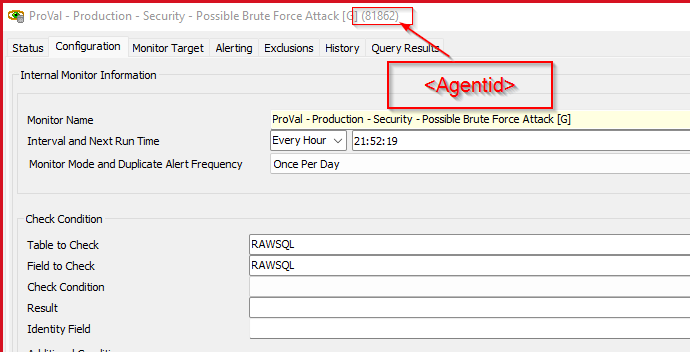 ProVal - Production - Security - Possible Brute Force Attack [G] (81862)
Status Configuration Monitor Target Alerting Exclusions History Query Results
<Agentid>
Internal Monitor Information
Monitor Name ProVal - Production - Security - Possible Brute Force Attack [G]
Interval and Next Run Time Every Hour 21:52:19
Monitor Mode and Duplicate Alert Frequency Once Per Day
Check Condition
Table to Check RAWSQL
Field to Check RAWSQL
Check Condition
Result
Identity Field